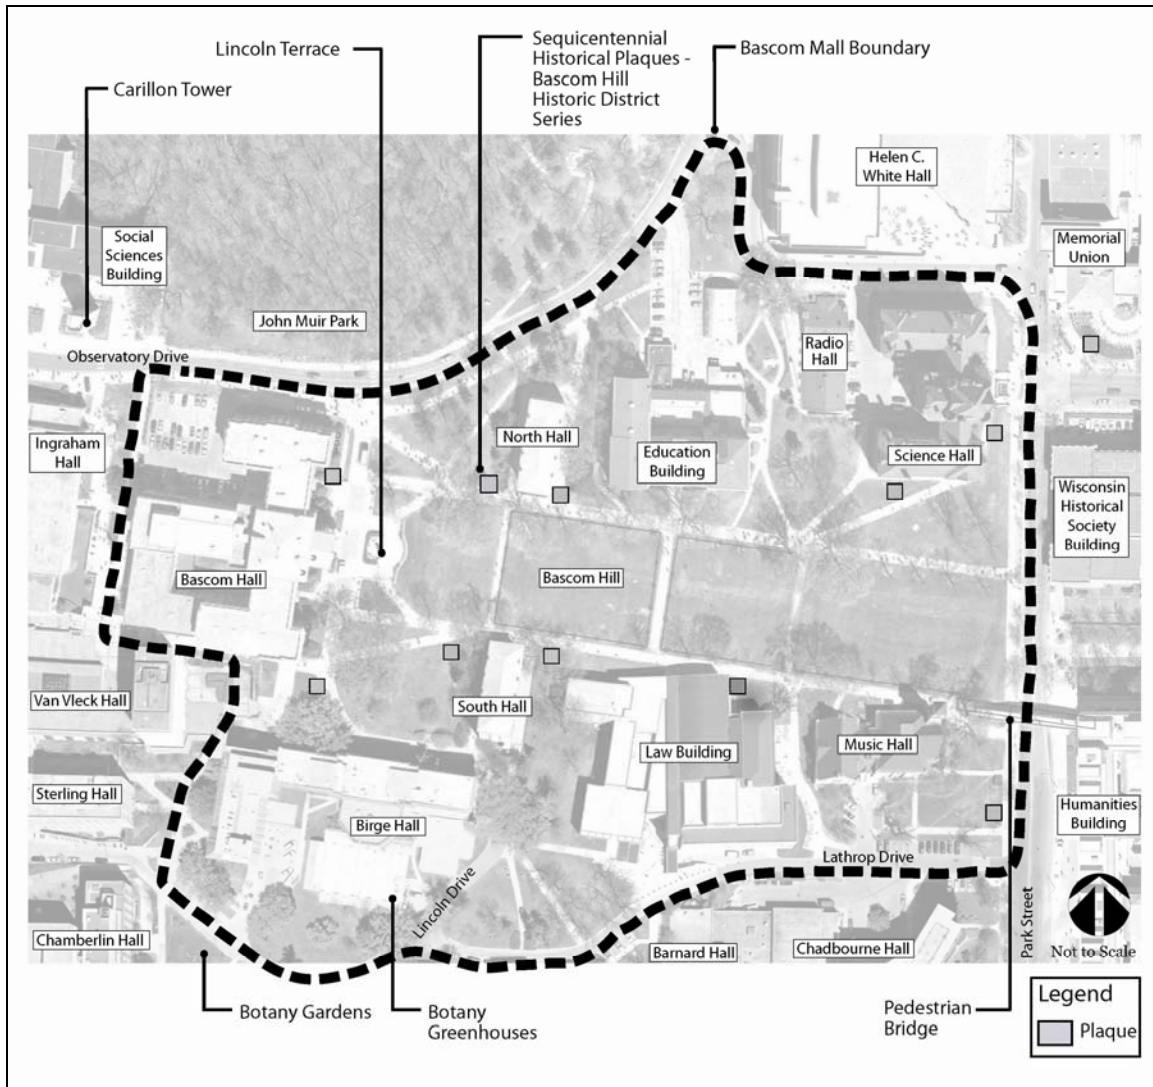 Lincoln Terrace
Sequicentennial
Historical Plaques -
Bascom Hill
Historic District
Series
Bascom Mall Boundary
Carillon Tower
Helen C.
White Hall
Social
Sciences
Building
Memorial
Union
John Muir Park
Observatory Drive
Radio
Hall
Ingraham
Hall
North Hall
Education
Building
Science Hall
Wisconsin
Historical
Society
Building
Bascom Hall
Bascom Hill
Van Vleck Hall
South Hall
Law Building
Music Hall
Sterling Hall
Birge Hall
Humanities
Building
Lathrop Drive
Lincoln Drive
Park Street
Chamberlin Hall
Barnard Hall
Chadbourne Hall
Not to Scale
Botany Gardens
Botany
Greenhouses
Pedestrian
Bridge
Legend
Plaque